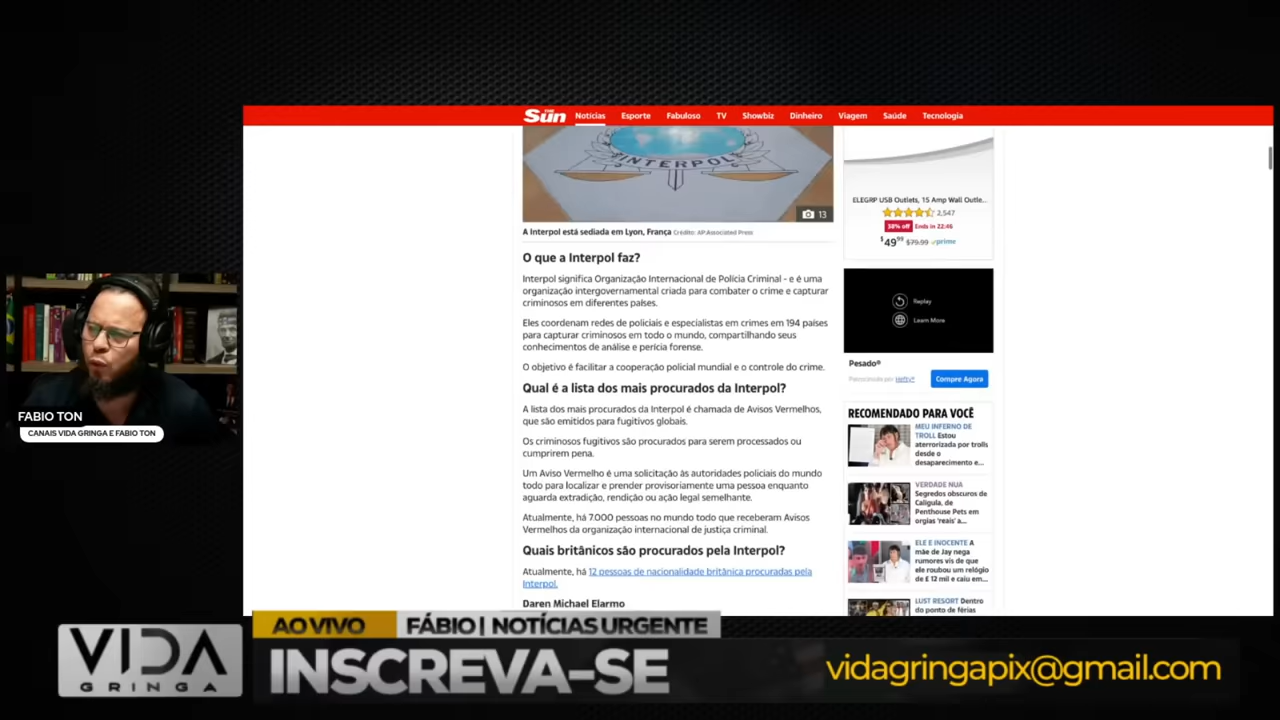 THE Sun Notícias Esporte Fabuloso TV Showbiz Dinheiro Viagem Saúde Tecnologia
INTERPOL
13
A Interpol está sediada em Lyon, França Crédito: AP:Associated Press
O que a Interpol faz?
Interpol significa Organização Internacional de Polícia Criminal - e é uma
organização intergovernamental criada para combater o crime e capturar
criminosos em diferentes países.
Eles coordenam redes de policiais e especialistas em crimes em 194 países
para capturar criminosos em todo o mundo, compartilhando seus
conhecimentos de análise e perícia forense.
O objetivo é facilitar a cooperação policial mundial e o controle do crime.
Qual é a lista dos mais procurados da Interpol?
A lista dos mais procurados da Interpol é chamada de Avisos Vermelhos,
que são emitidos para fugitivos globais.
Os criminosos fugitivos são procurados para serem processados ou
cumprirem pena.
Um Aviso Vermelho é uma solicitação às autoridades policiais do mundo
todo para localizar e prender provisoriamente uma pessoa enquanto
aguarda extradição, rendição ou ação legal semelhante.
Atualmente, há 7.000 pessoas no mundo todo que receberam Avisos
Vermelhos da organização internacional de justiça criminal.
Quais britânicos são procurados pela Interpol?
Atualmente, há 12 pessoas de nacionalidade britânica procuradas pela
Interpol.
Daren Michael Elarmo
ELEGRP USB Outlets, 15 Amp Wall Outle...
2,547
38% off Ends in 22:46
$49.99 $79.99 prime
Replay
Learn More
Pesado®
Patrocinado por Hefty®
Compre Agora
RECOMENDADO PARA VOCÊ
MEU INFERNO DE
TROLL Estou
aterrorizada por trolls
desde o
desaparecimento e...
VERDADE NUA
Segredos obscuros de
Calígula, de
Penthouse Pets em
orgias 'reais' a...
ELE E INOCENTE A
mãe de Jay nega
rumores vis de que
ele roubou um relógio
de £ 12 mil e caiu em...
LUST RESORT Dentro
do ponto de férias
FABIO TON
CANAIS VIDA GRINGA E FABIO TON
AO VIVO FÁBIO | NOTÍCIAS URGENTE
VIDA
GRINGA
INSCREVA-SE
vidagringapix@gmail.com